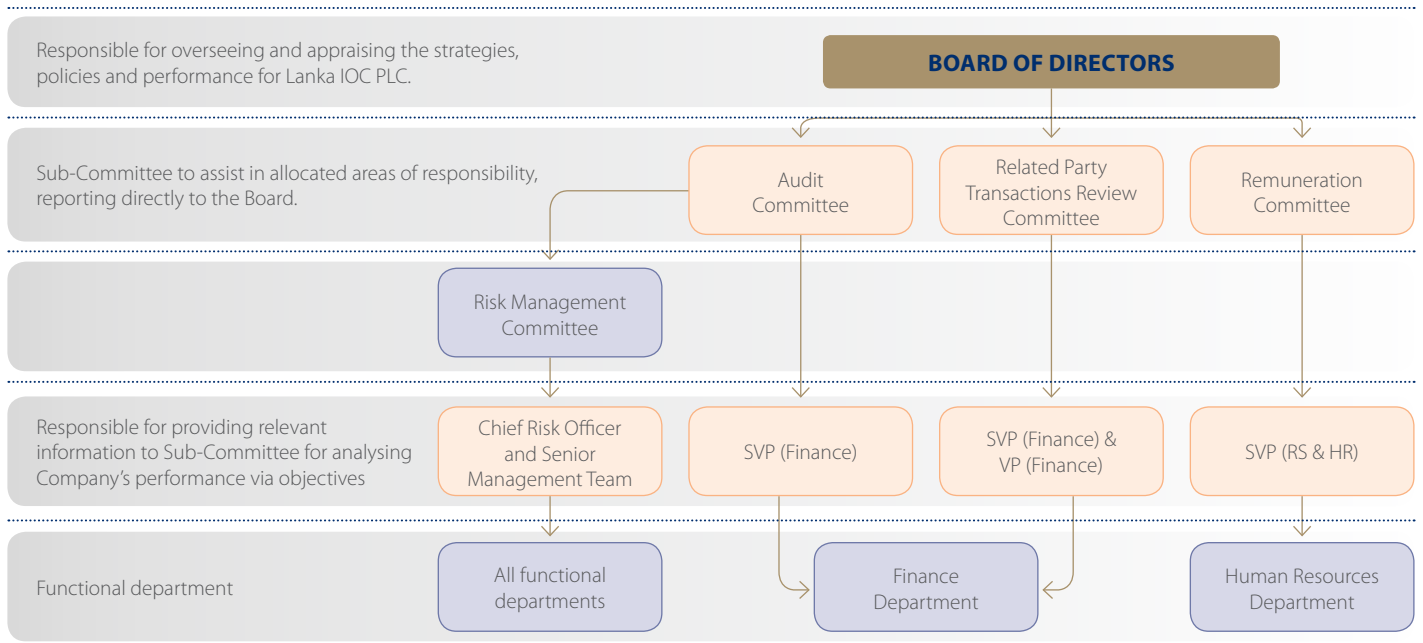 Responsible for overseeing and appraising the strategies,
policies and performance for Lanka IOC PLC.
BOARD OF DIRECTORS
Sub-Committee to assist in allocated areas of responsibility,
reporting directly to the Board.
Audit
Committee
Related Party
Transactions Review
Committee
Remuneration
Committee
Risk Management
Committee
Responsible for providing relevant
information to Sub-Committee for analysing
Company’s performance via objectives
Chief Risk Officer
and Senior
Management Team
SVP (Finance)
SVP (Finance) &
VP (Finance)
SVP (RS & HR)
Functional department
All functional
departments
Finance
Department
Human Resources
Department